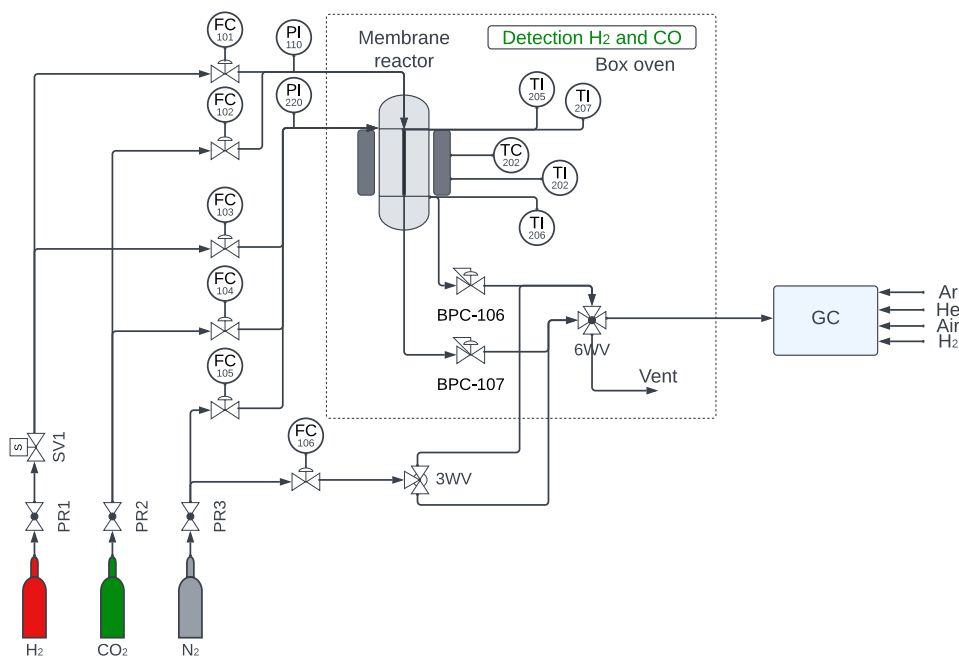 FC
101
PI
110
Membrane
reactor
Detection H₂ and CO
Box oven
FC
102
PI
220
TI
205
TI
207
TC
202
TI
202
FC
103
TI
206
FC
104
BPC-106
GC
Ar
He
Air
H₂
6WV
FC
105
BPC-107
Vent
S
SV1
FC
106
3WV
PR1
PR2
PR3
H₂
CO₂
N₂